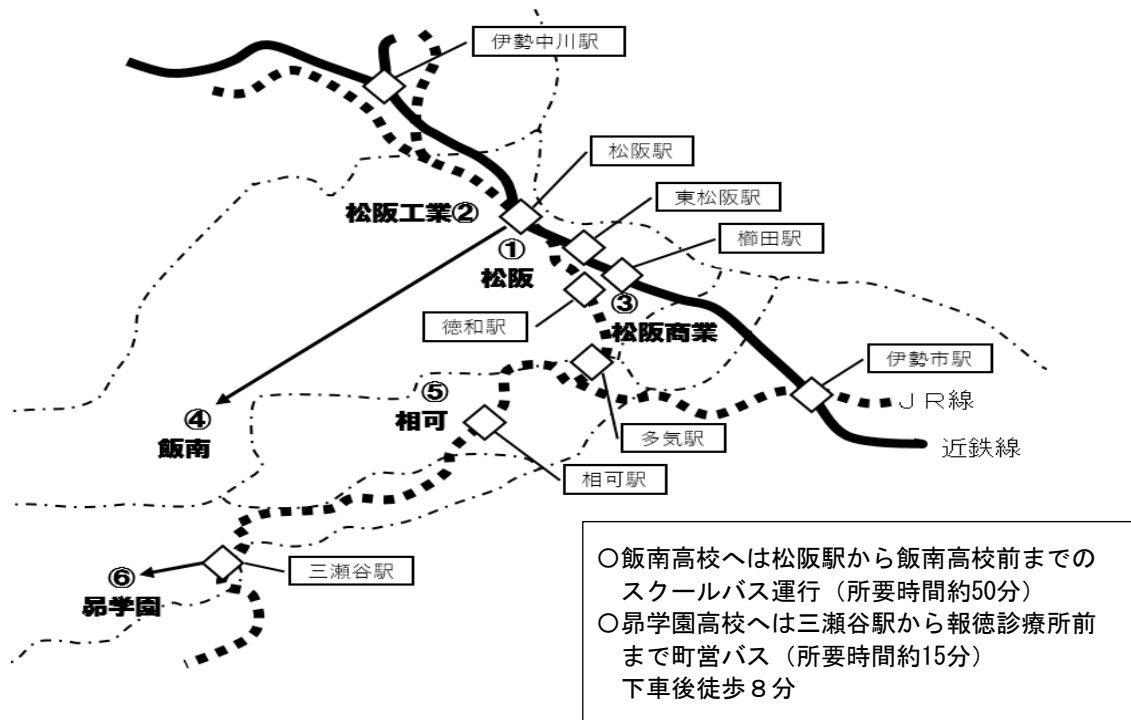 伊勢中川駅
松阪駅
東松阪駅
櫛田駅
松阪工業②
①
松阪
徳和駅
③
松阪商業
伊勢市駅
JR線
近鉄線
④
飯南
⑤
相可
多気駅
相可駅
三瀬谷駅
⑥
昴学園
○飯南高校へは松阪駅から飯南高校前までの
スクールバス運行(所要時間約50分)
○昴学園高校へは三瀬谷駅から報徳診療所前
まで町営バス(所要時間約15分)
下車後徒歩8分